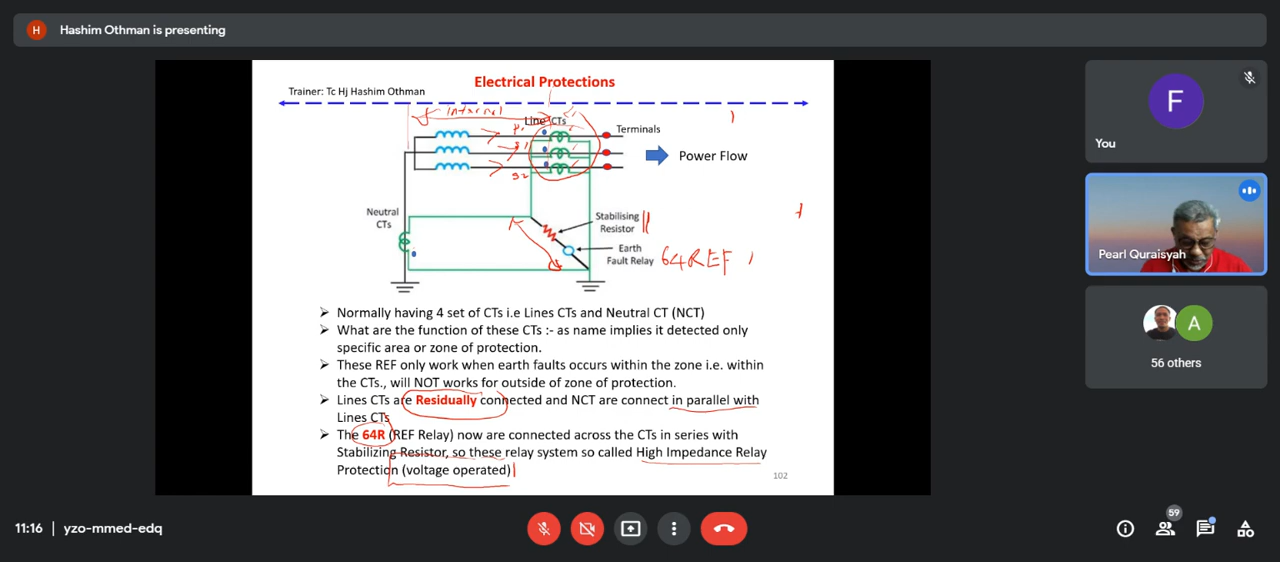 H
Hashim Othman is presenting
Electrical Protections
Trainer: Tc Hj Hashim Othman
Internal
Line CTs
Terminals
P1
S1
S2
Power Flow
Neutral
CTs
Stabilising
Resistor
Earth
Fault Relay
64REF
➢ Normally having 4 set of CTs i.e Lines CTs and Neutral CT (NCT)
➢ What are the function of these CTs :- as name implies it detected only
specific area or zone of protection.
➢ These REF only work when earth faults occurs within the zone i.e. within
the CTs., will NOT works for outside of zone of protection.
➢ Lines CTs are Residually connected and NCT are connect in parallel with
Lines CTs
➢ The 64R (REF Relay) now are connected across the CTs in series with
Stabilizing Resistor, so these relay system so called High Impedance Relay
Protection (voltage operated)
102
F
You
Pearl Quraisyah
A
56 others
11:16 | yzo-mmed-edq
59